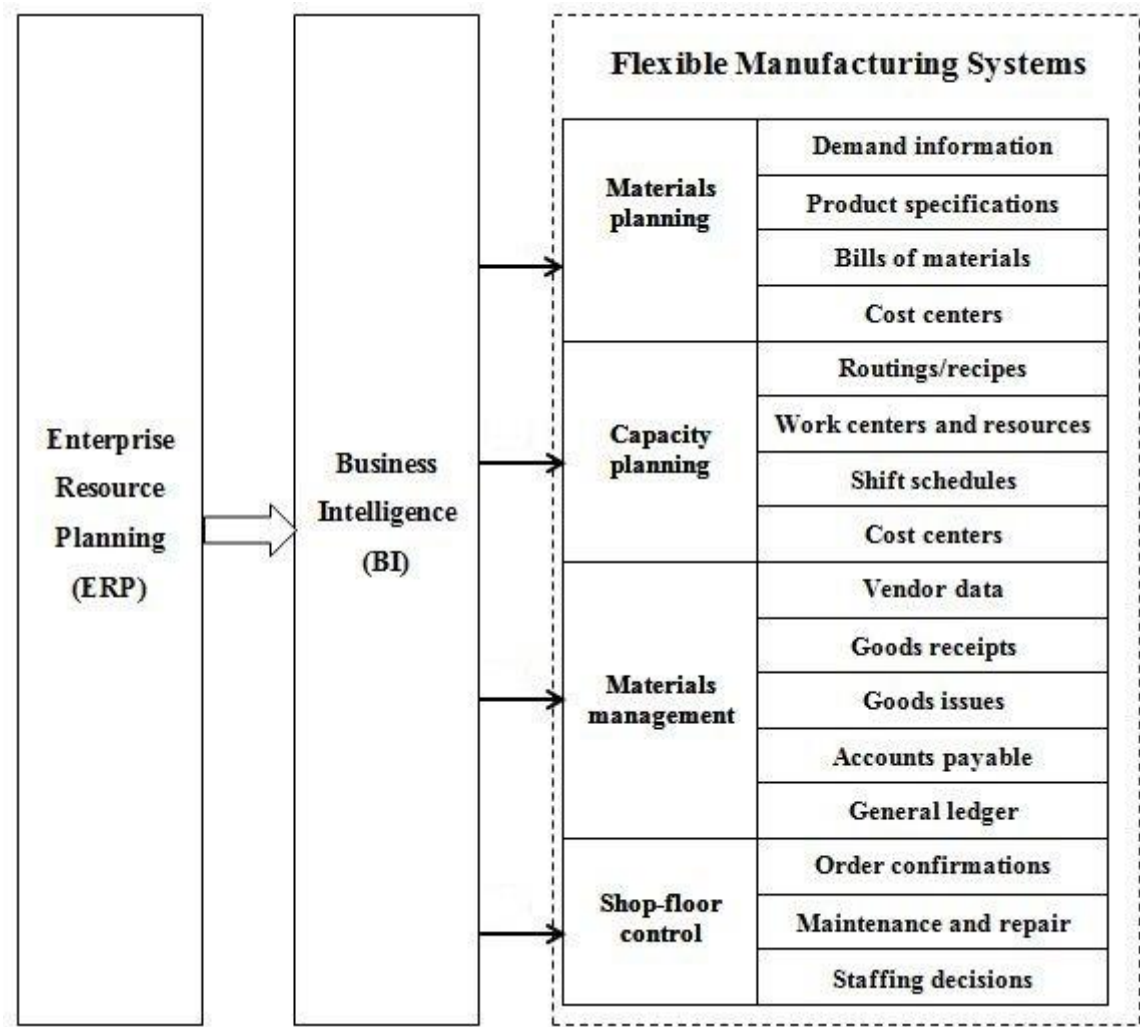 Enterprise
Resource
Planning
(ERP)
Business
Intelligence
(BI)
Flexible Manufacturing Systems
Materials
planning
Demand information
Product specifications
Bills of materials
Cost centers
Capacity
planning
Routings/recipes
Work centers and resources
Shift schedules
Cost centers
Materials
management
Vendor data
Goods receipts
Goods issues
Accounts payable
General ledger
Shop-floor
control
Order confirmations
Maintenance and repair
Staffing decisions